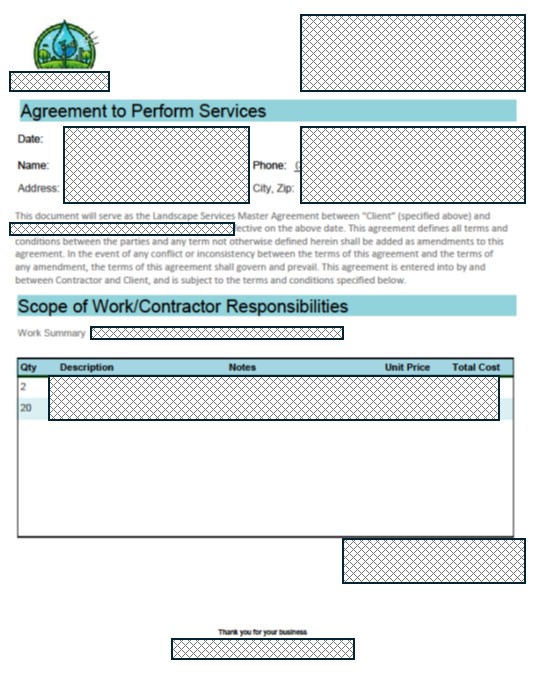 Agreement to Perform Services
Date:
Name:
Phone:
Address:
City, Zip:
This document will serve as the Landscape Services Master Agreement between "Client" (specified above) and
ective on the above date. This agreement defines all terms and
conditions between the parties and any term not otherwise defined herein shall be added as amendments to this
agreement. In the event of any conflict or inconsistency between the terms of this agreement and the terms of
any amendment, the terms of this agreement shall govern and prevail. This agreement is entered into by and
between Contractor and Client, and is subject to the terms and conditions specified below.
Scope of Work/Contractor Responsibilities
Work Summary
Qty Description Notes Unit Price Total Cost
2
20
Thank you for your business